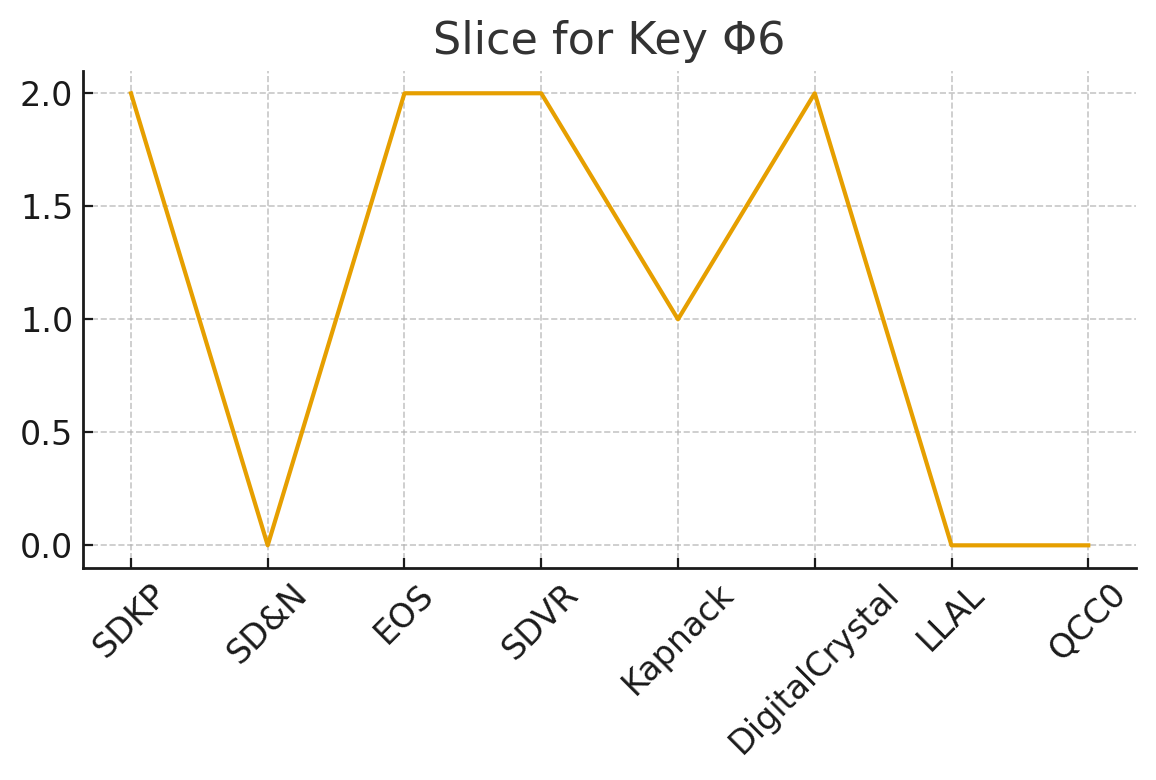 Slice for Key Φ6
2.0
1.5
1.0
0.5
0.0
SDKP
SD&N
EOS
SDVR
Kapnack
DigitalCrystal
LLAL
QCC0